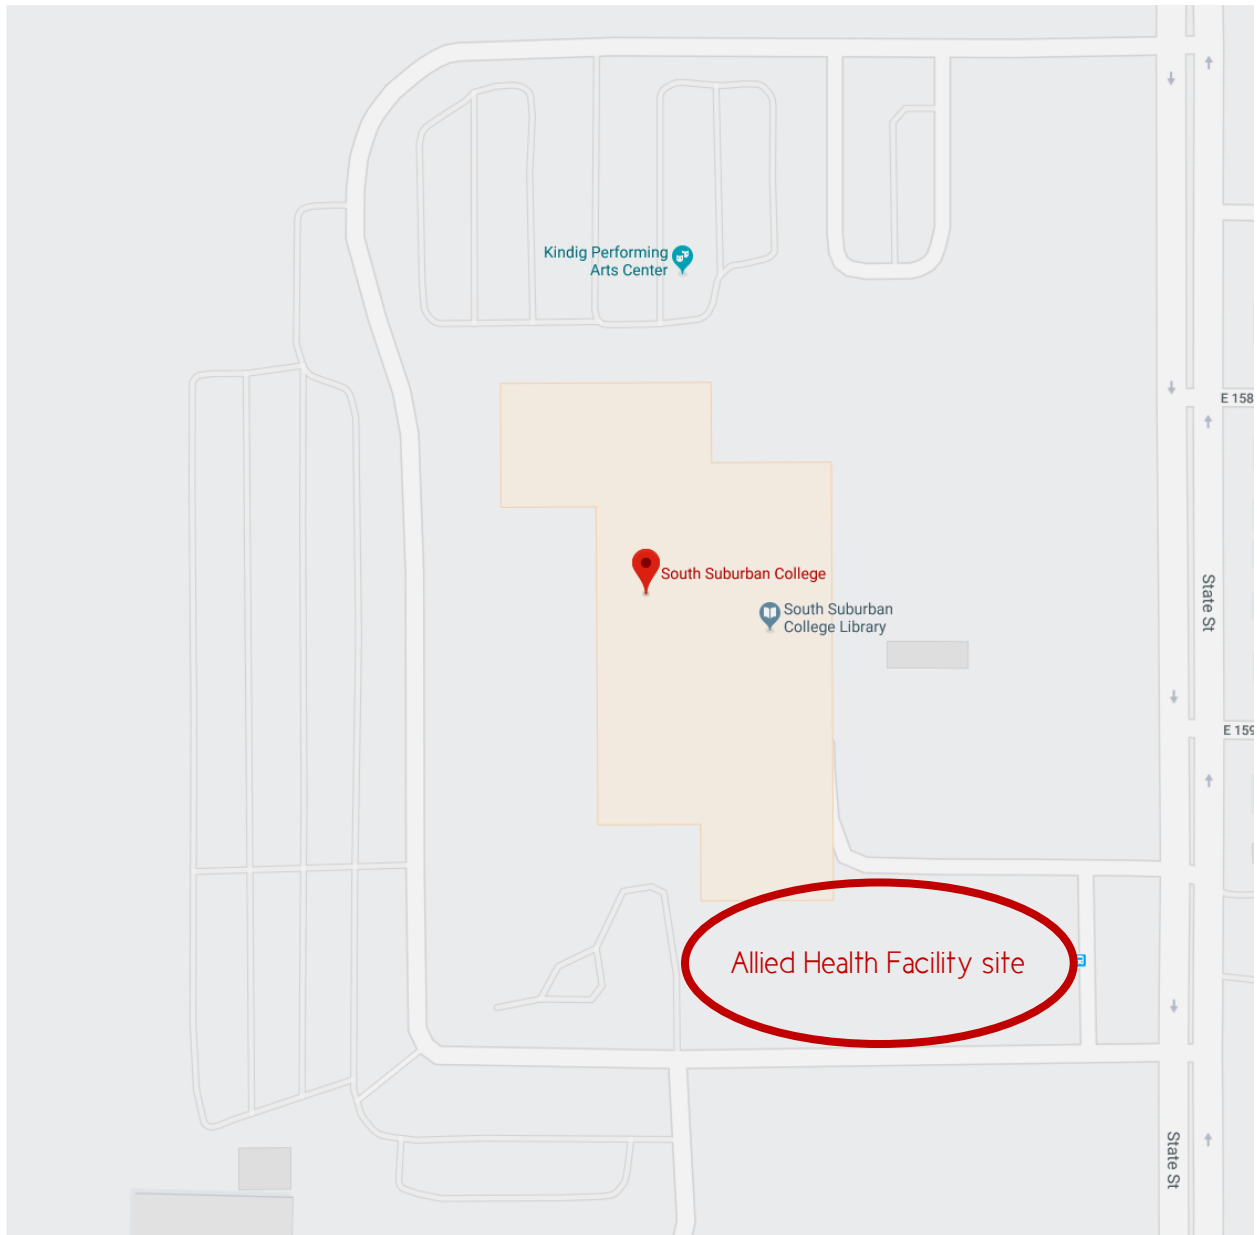 Kindig Performing
Arts Center
E 158
South Suburban College
State St
South Suburban
College Library
E 159
Allied Health Facility site
State St